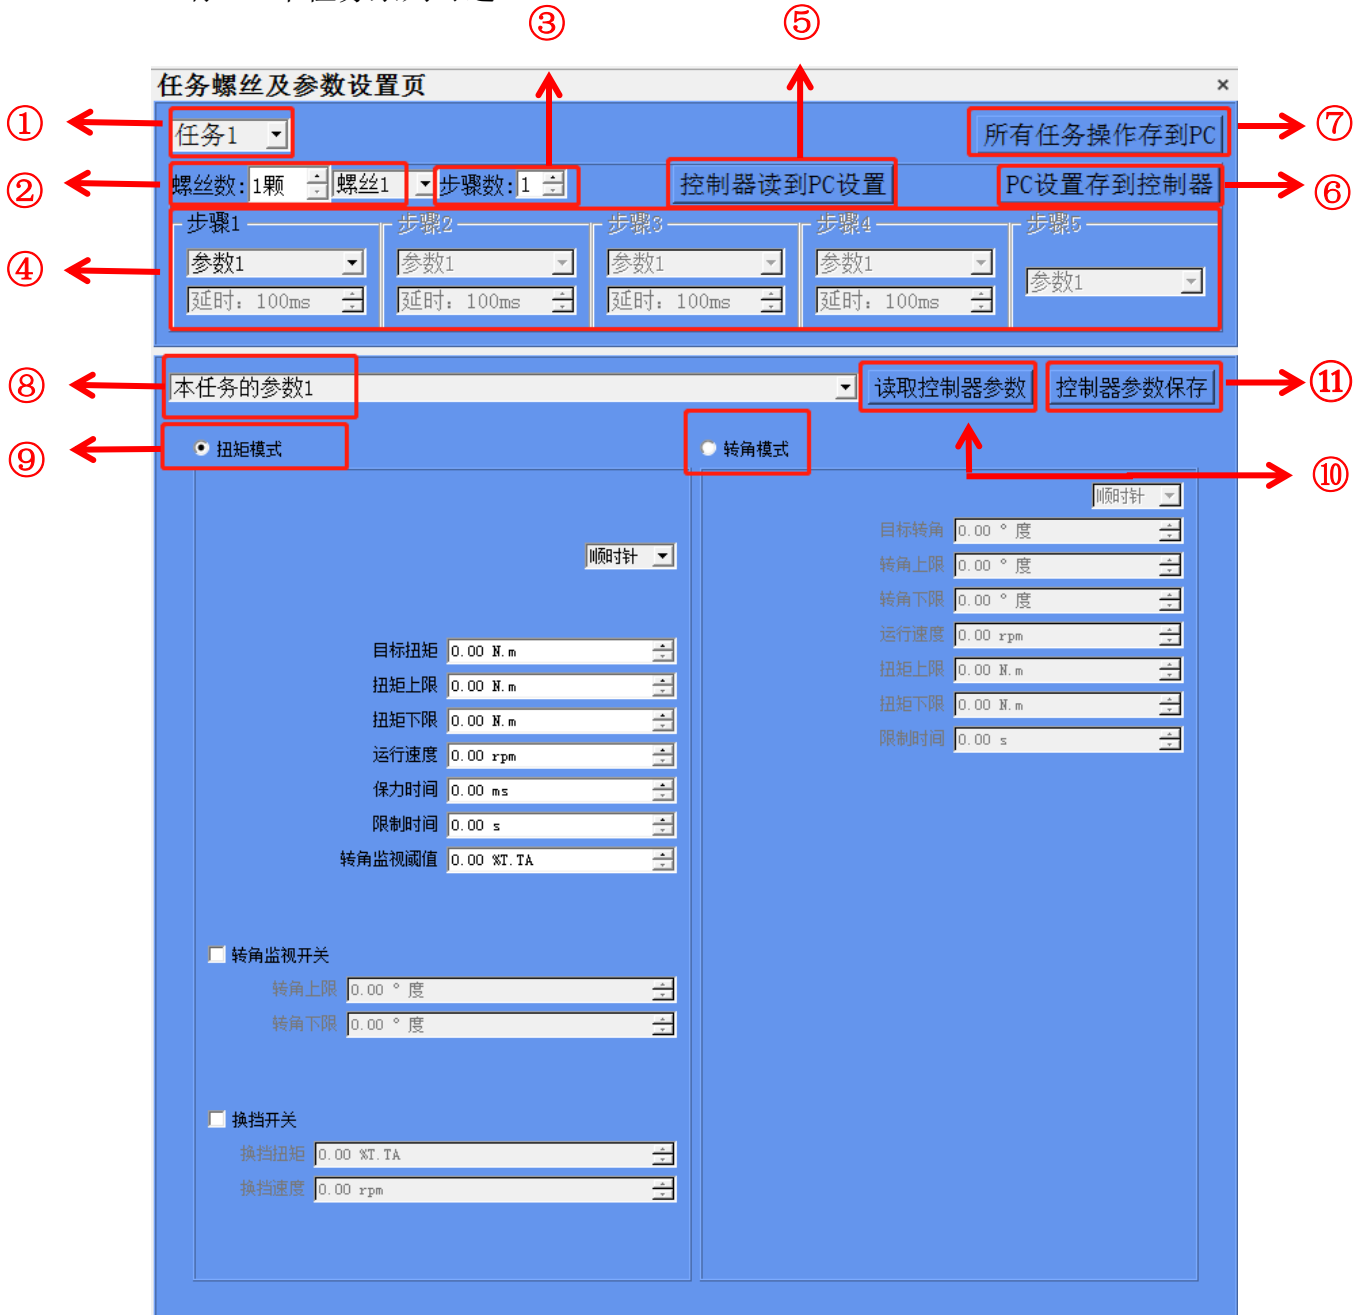 ③
⑤
任务螺丝及参数设置页 ×
① 任务1 所有任务操作存到PC ⑦
② 螺丝数: 1颗 螺丝1 步骤数: 1 控制器读到PC设置 PC设置存到控制器 ⑥
步骤1 步骤2 步骤3 步骤4 步骤5
④ 参数1 参数1 参数1 参数1 参数1
延时: 100ms 延时: 100ms 延时: 100ms 延时: 100ms
⑧ 本任务的参数1 读取控制器参数 控制器参数保存 ⑪
⑨ 扭矩模式 转角模式
⑩
顺时针
目标转角 0.00 ° 度
转角上限 0.00 ° 度
转角下限 0.00 ° 度
运行速度 0.00 rpm
扭矩上限 0.00 N.m
扭矩下限 0.00 N.m
限制时间 0.00 s
顺时针
目标扭矩 0.00 N.m
扭矩上限 0.00 N.m
扭矩下限 0.00 N.m
运行速度 0.00 rpm
保力时间 0.00 ms
限制时间 0.00 s
转角监视阈值 0.00 %T.TA
转角监视开关
转角上限 0.00 ° 度
转角下限 0.00 ° 度
换挡开关
换挡扭矩 0.00 %T.TA
换挡速度 0.00 rpm